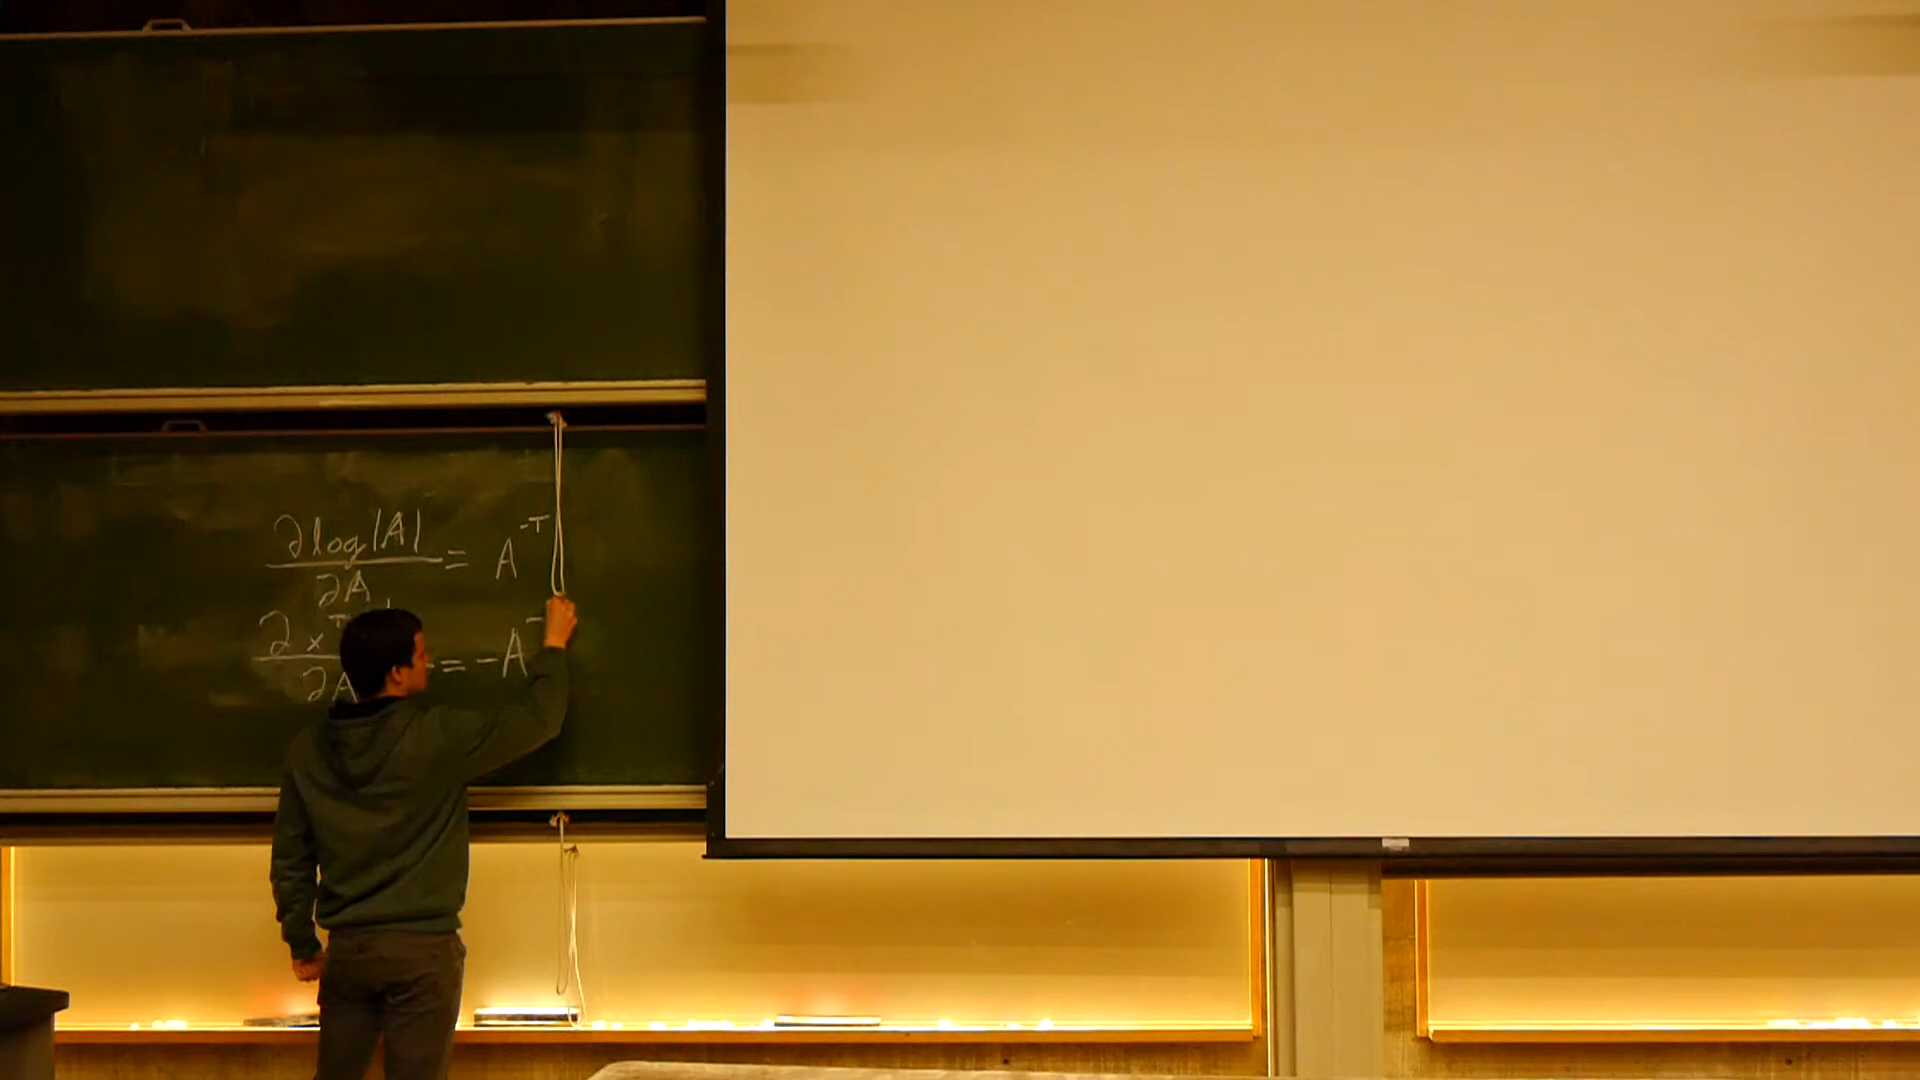 ∂log|A|
∂A
= A^-T
∂x^T
∂A
= -A^-